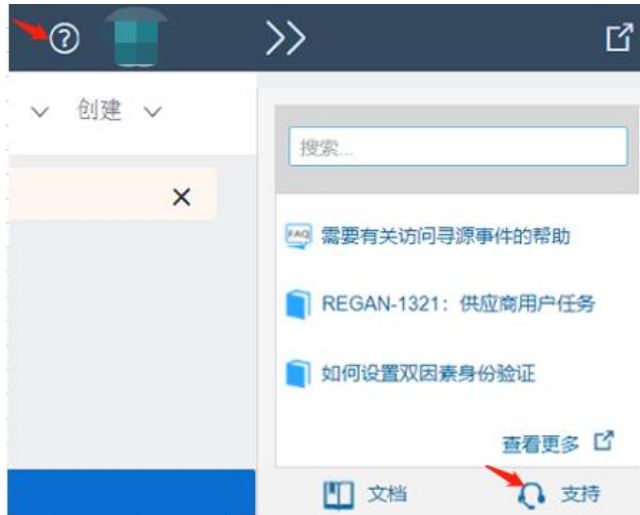 创建
搜索...
FAQ
需要有关访问寻源事件的帮助
REGAN-1321：供应商用户任务
如何设置双因素身份验证
查看更多
文档
支持